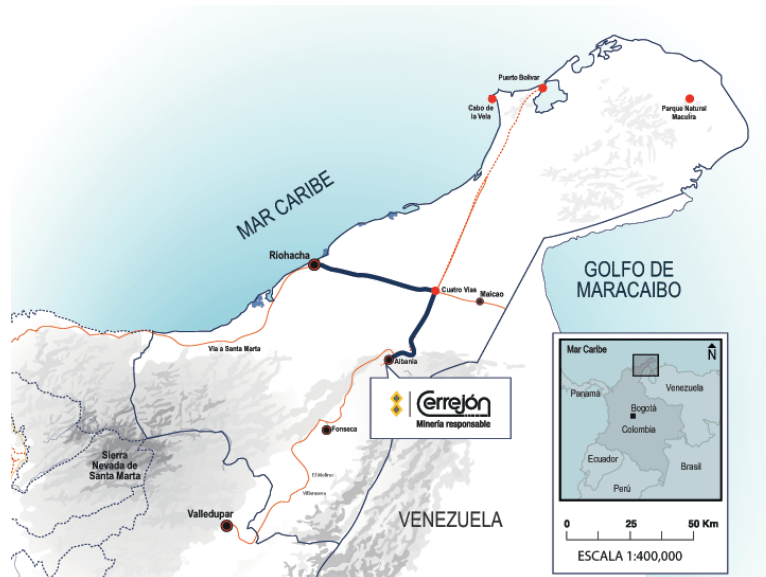 Puerto Bolívar
Cabo de
la Vela
Parque Natural
Macuira
MAR CARIBE
Riohacha
GOLFO DE
MARACAIBO
Cuatro Vías
Maicao
Vía a Santa Marta
Albania
Cerrejón
Minería responsable
Fonseca
Sierra
Nevada de
Santa Marta
El Molino
Villanueva
Valledupar
VENEZUELA
Mar Caribe
N
Panamá
Venezuela
Bogotá
Colombia
Ecuador
Brasil
Perú
0 25 50 Km
ESCALA 1:400,000